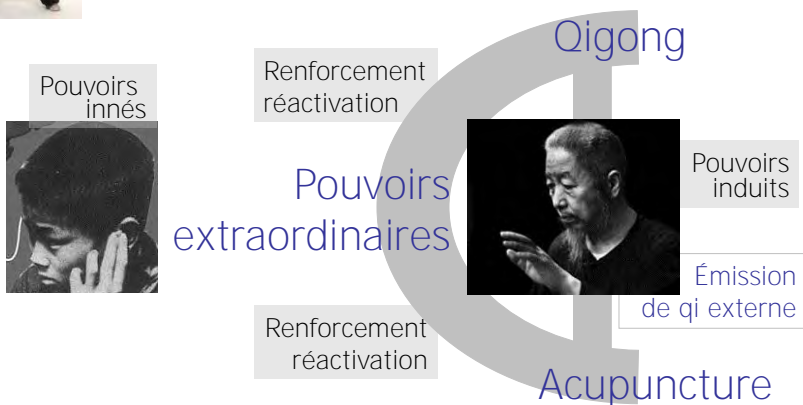 Qigong
Pouvoirs
innés
Renforcement
réactivation
Pouvoirs
extraordinaires
Pouvoirs
induits
Émission
de qi externe
Renforcement
réactivation
Acupuncture